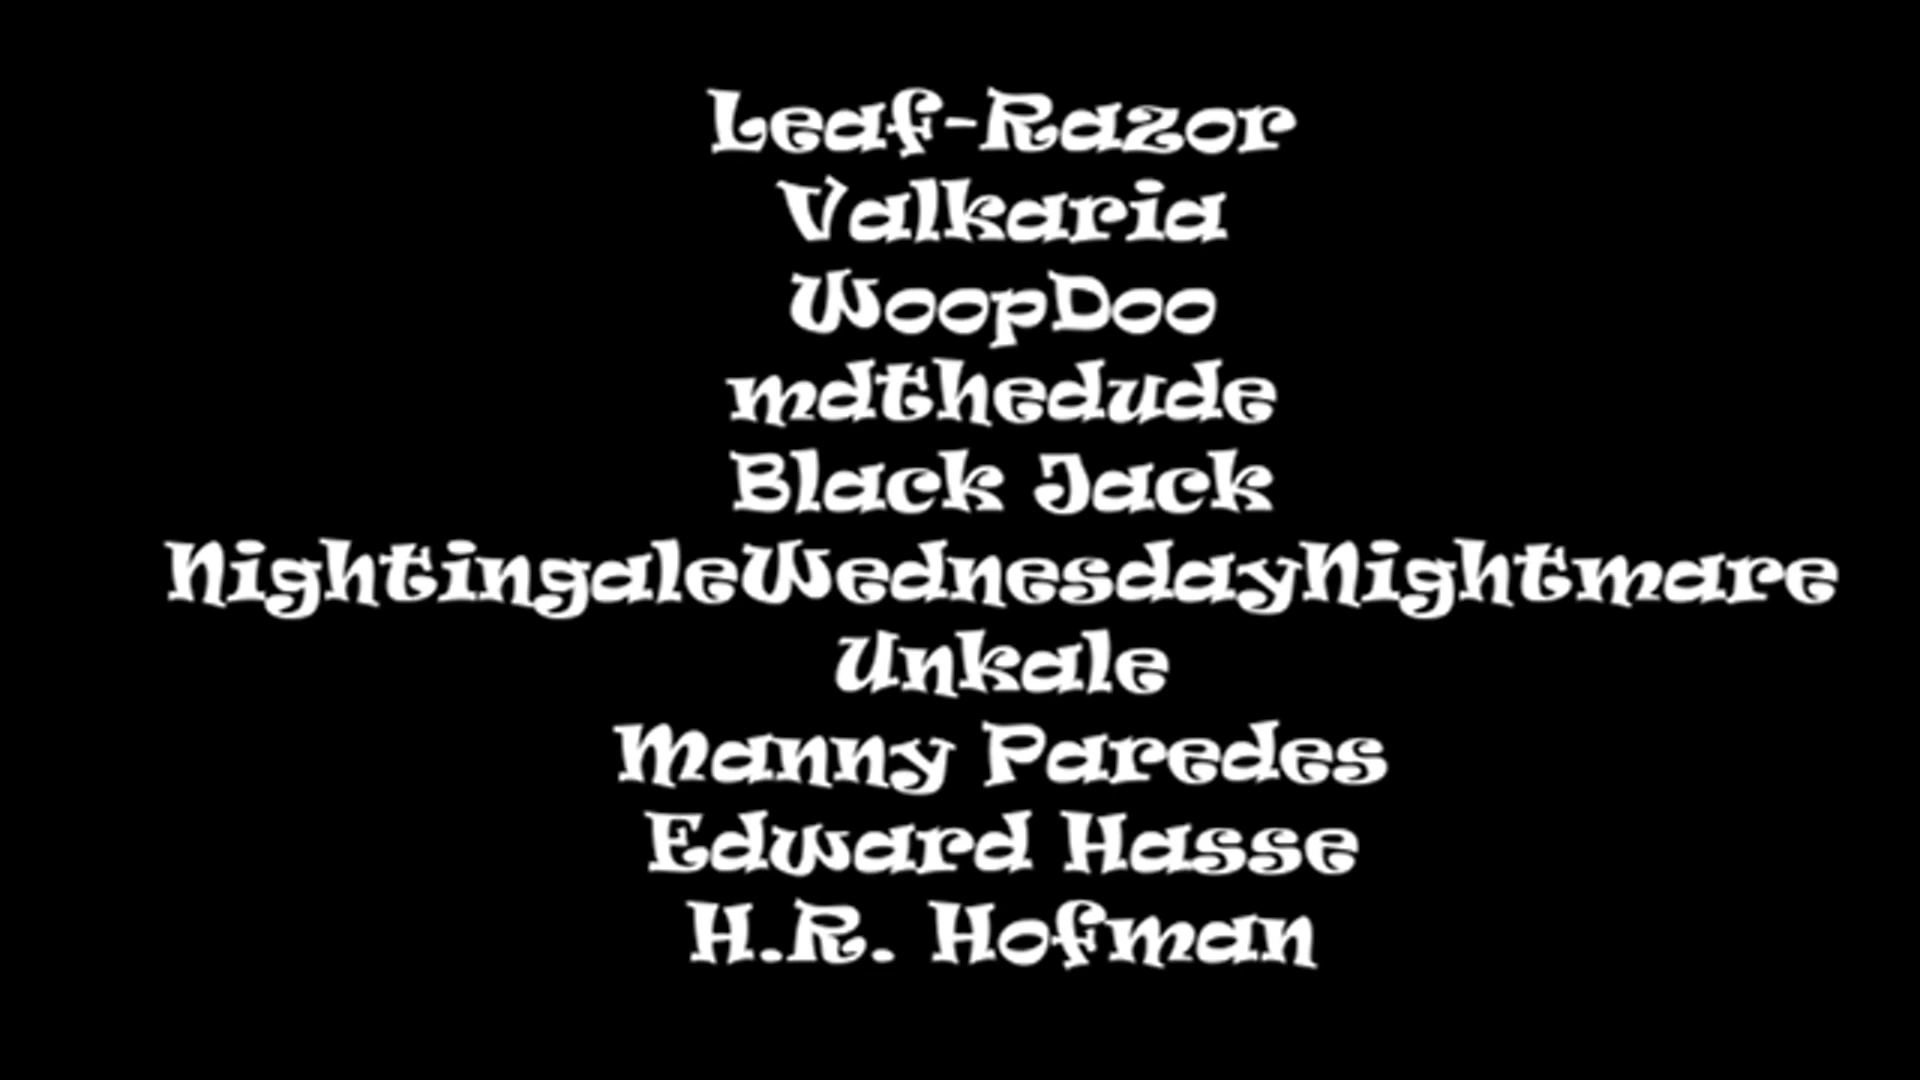 Leaf-Razor
Valkaria
WoopDoo
mdthedude
Black Jack
NightingaleWednesdayNightmare
Unkale
Manny Paredes
Edward Hasse
H.R. Hofman